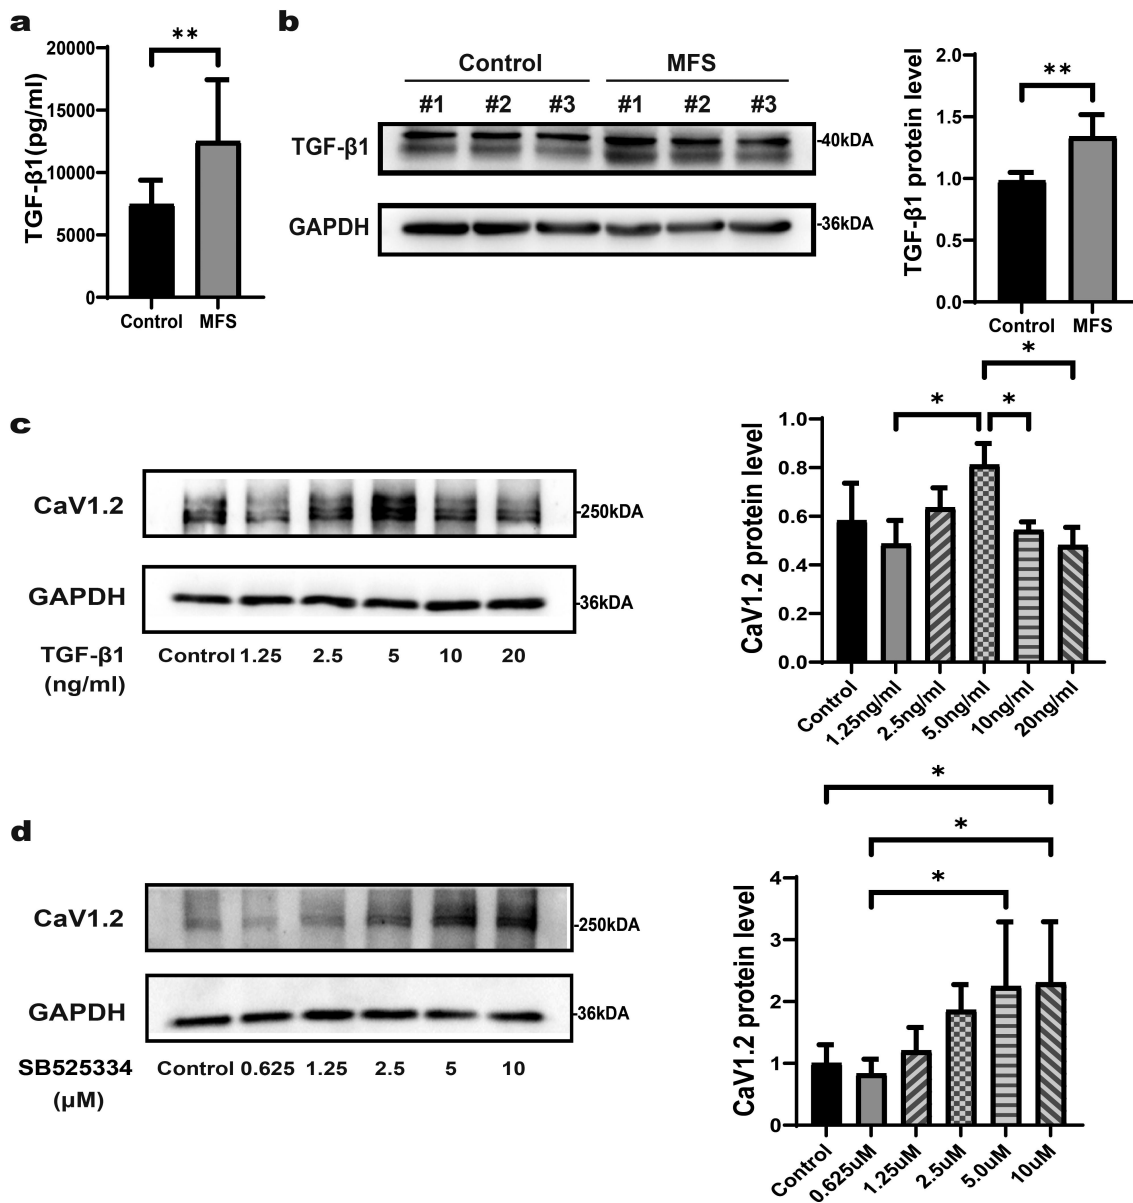 a
**
20000
15000
10000
5000
0
TGF-β1(pg/ml)
Control MFS
b
Control MFS
#1 #2 #3 #1 #2 #3
TGF-β1
-40kDA
GAPDH
-36kDA
**
2.0
1.5
1.0
0.5
0.0
TGF-β1 protein level
Control MFS
c
CaV1.2
-250kDA
GAPDH
-36kDA
TGF-β1 Control 1.25 2.5 5 10 20
(ng/ml)
*
* *
1.0
0.8
0.6
0.4
0.2
0.0
CaV1.2 protein level
Control
1.25ng/ml
2.5ng/ml
5.0ng/ml
10ng/ml
20ng/ml
d
CaV1.2
-250kDA
GAPDH
-36kDA
SB525334 Control 0.625 1.25 2.5 5 10
(μM)
*
*
*
4
3
2
1
0
CaV1.2 protein level
Control
0.625uM
1.25uM
2.5uM
5.0uM
10uM